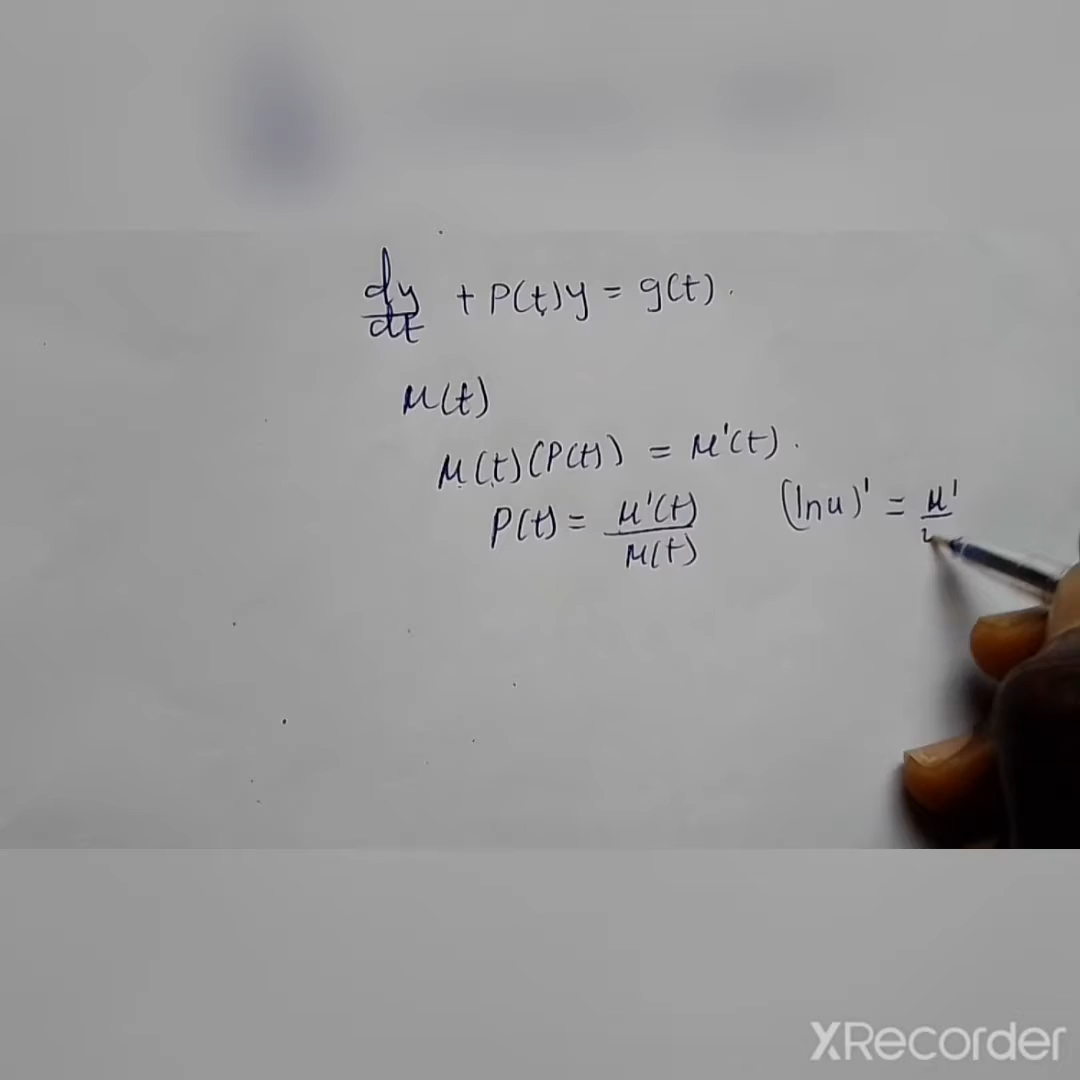 dy/dt + P(t)y = g(t).
μ(t)
μ(t)(P(t)) = μ'(t).
P(t) = μ'(t)/μ(t) (ln u)' = μ'/
XRecorder